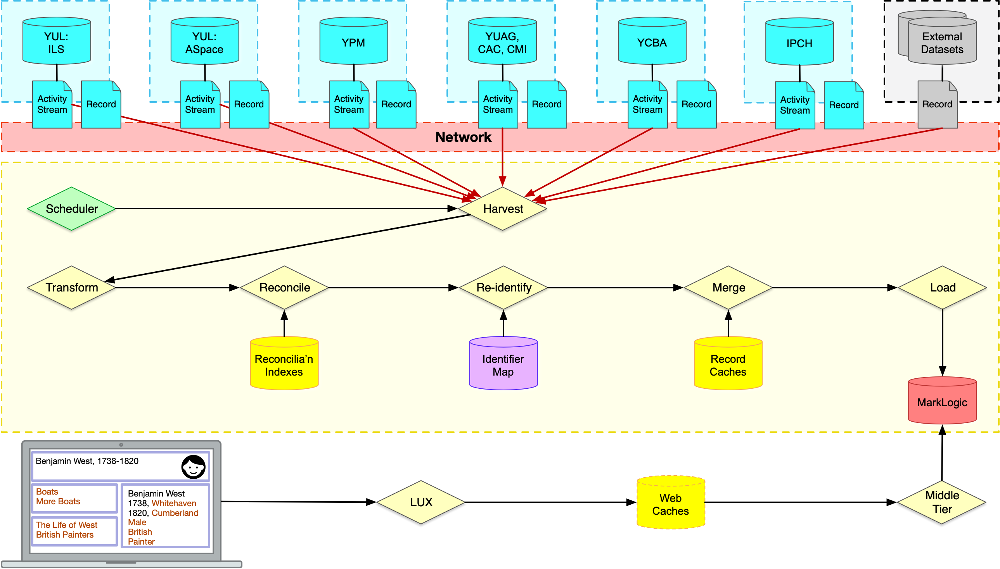 YUL:
ILS
YUL:
ASpace
YPM
YUAG,
CAC, CMI
YCBA
IPCH
External
Datasets
Activity
Stream
Record
Activity
Stream
Record
Activity
Stream
Record
Activity
Stream
Record
Activity
Stream
Record
Activity
Stream
Record
Record
Network
Scheduler
Harvest
Transform
Reconcile
Re-identify
Merge
Load
Reconcilia’n
Indexes
Identifier
Map
Record
Caches
MarkLogic
Benjamin West, 1738-1820
Boats
More Boats
The Life of West
British Painters
Benjamin West
1738, Whitehaven
1820, Cumberland
Male
British
Painter
LUX
Web
Caches
Middle
Tier